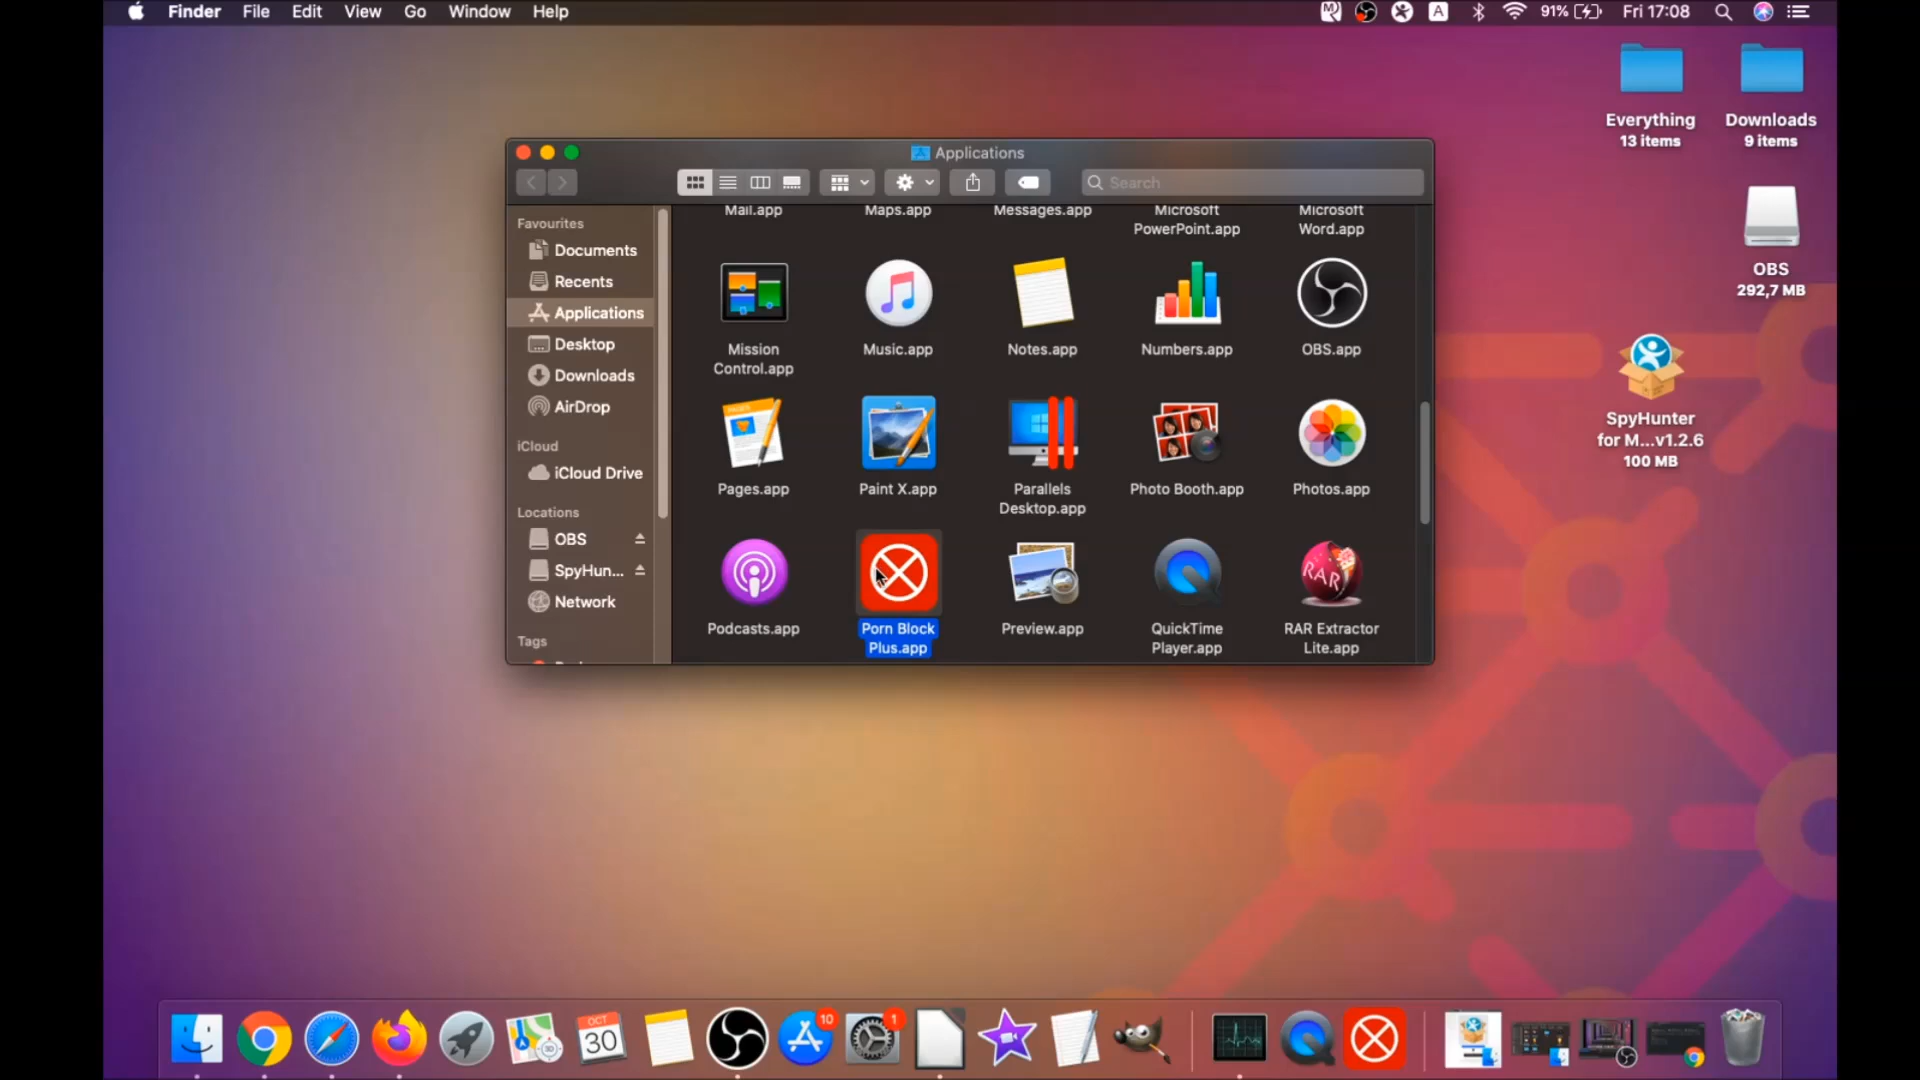 Finder File Edit View Go Window Help
A 91% Fri 17:08
Everything
13 items
Downloads
9 items
OBS
292,7 MB
SpyHunter
for M...v1.2.6
100 MB
Applications
Search
Favourites
Documents
Recents
Applications
Desktop
Downloads
AirDrop
iCloud
iCloud Drive
Locations
OBS
SpyHun...
Network
Tags
Mail.app
Maps.app
Messages.app
Microsoft
PowerPoint.app
Microsoft
Word.app
Mission
Control.app
Music.app
Notes.app
Numbers.app
OBS.app
PAGES
Pages.app
Paint X.app
Parallels
Desktop.app
Photo Booth.app
Photos.app
RAR
Podcasts.app
Porn Block
Plus.app
Preview.app
QuickTime
Player.app
RAR Extractor
Lite.app
OCT
30
10
1